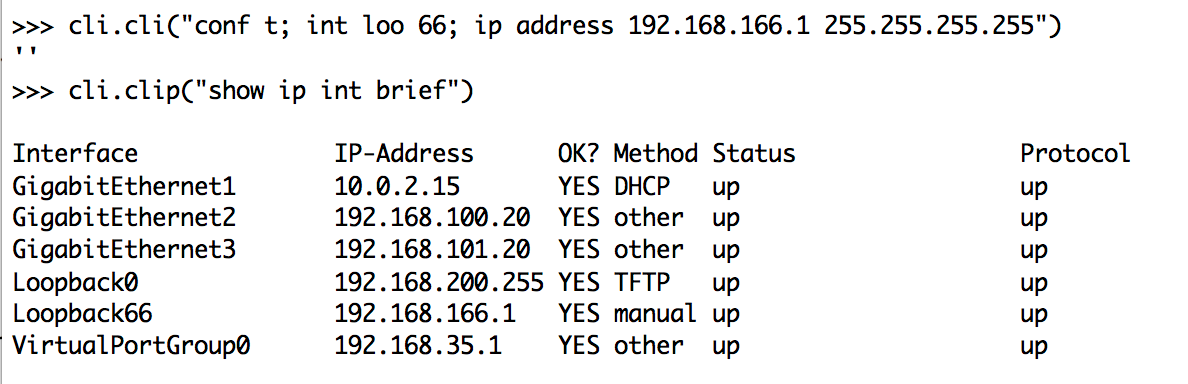 >>> cli.cli("conf t; int loo 66; ip address 192.168.166.1 255.255.255.255")
''
>>> cli.clip("show ip int brief")
Interface              IP-Address      OK? Method Status                Protocol
GigabitEthernet1       10.0.2.15       YES DHCP   up                    up
GigabitEthernet2       192.168.100.20  YES other  up                    up
GigabitEthernet3       192.168.101.20  YES other  up                    up
Loopback0              192.168.200.255 YES TFTP   up                    up
Loopback66             192.168.166.1   YES manual up                    up
VirtualPortGroup0      192.168.35.1    YES other  up                    up